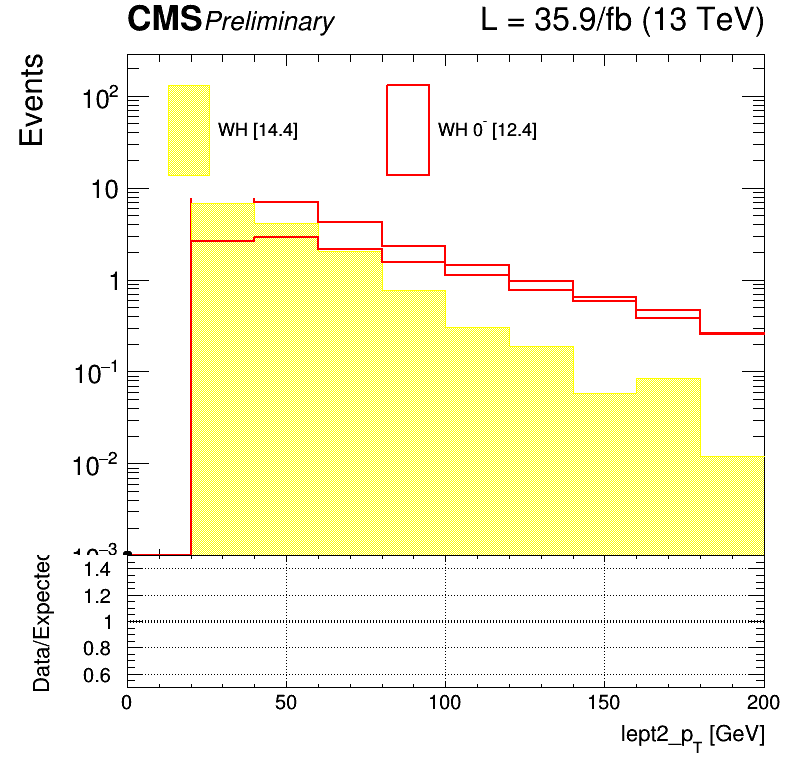 CMS Preliminary L = 35.9/fb (13 TeV)
Events
10²
10
1
10⁻¹
10⁻²
10⁻³
WH [14.4]
WH 0⁻ [12.4]
Data/Expected
1.4
1.2
1
0.8
0.6
0 50 100 150 200
lept2_p_T [GeV]